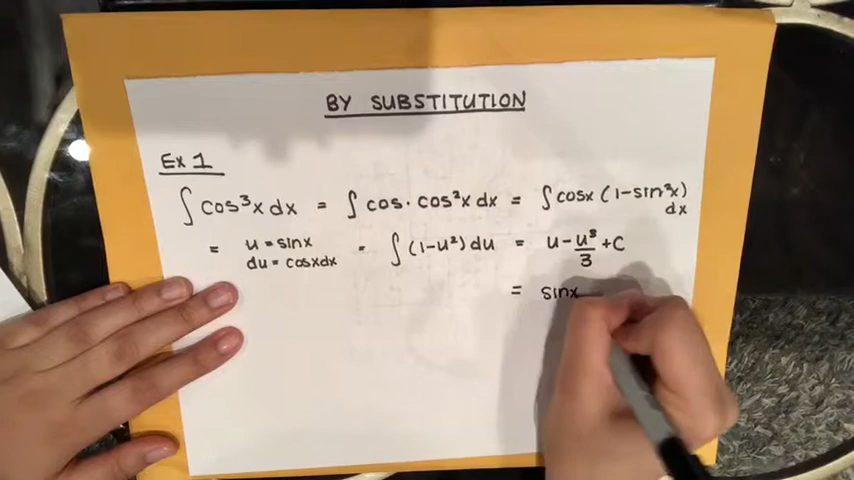 BY SUBSTITUTION
Ex 1
∫ cos³x dx = ∫ cos · cos²x dx = ∫ cosx (1-sin²x) dx
= u = sinx = ∫ (1-u²) du = u - u³/3 + C
du = cosxdx
= sinx